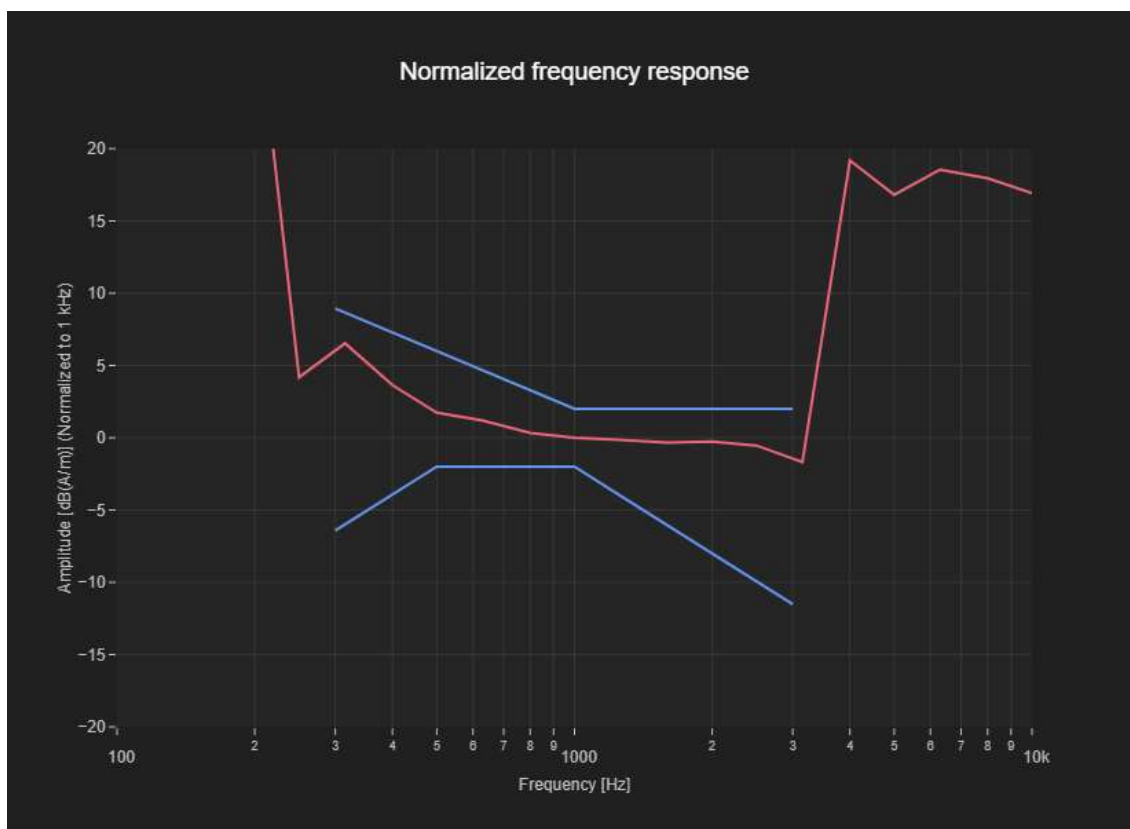 Normalized frequency response
20
15
10
5
0
−5
−10
−15
−20
Amplitude [dB(A/m)] (Normalized to 1 kHz)
100 2 3 4 5 6 7 8 9 1000 2 3 4 5 6 7 8 9 10k
Frequency [Hz]